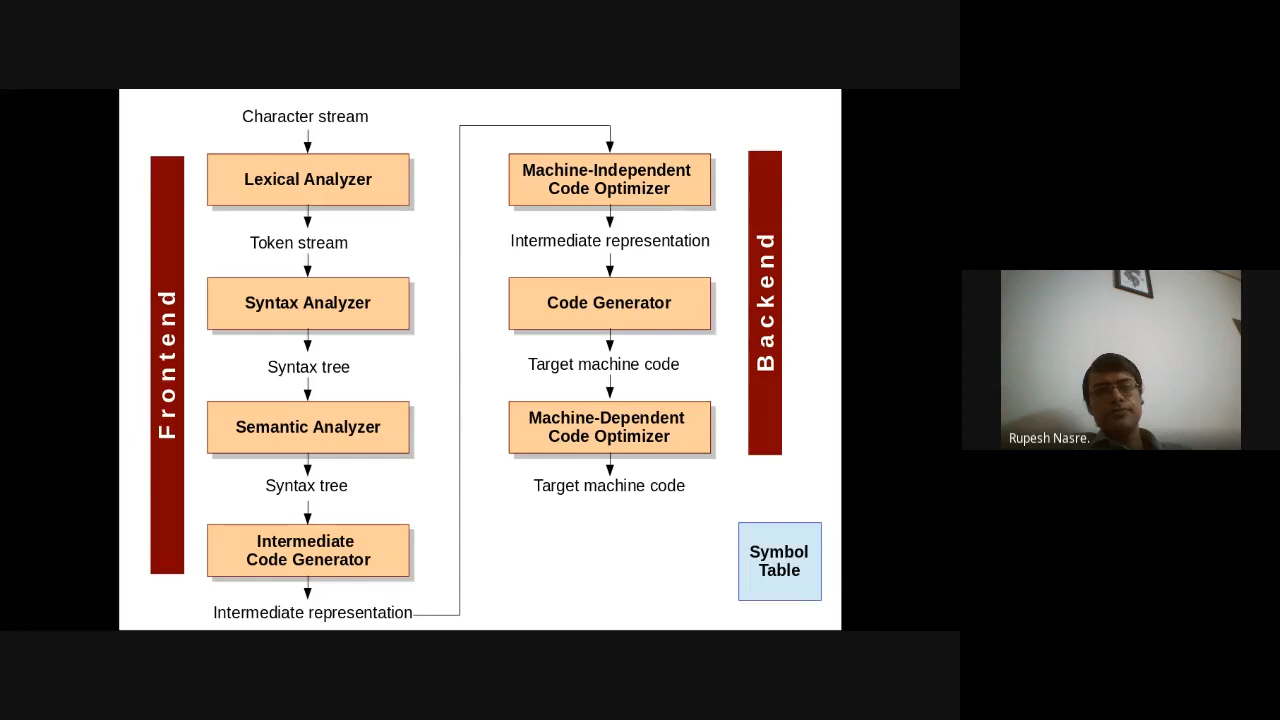 Character stream
Lexical Analyzer
Token stream
Syntax Analyzer
Syntax tree
Semantic Analyzer
Syntax tree
Intermediate
Code Generator
Intermediate representation
Frontend
Machine-Independent
Code Optimizer
Intermediate representation
Code Generator
Target machine code
Machine-Dependent
Code Optimizer
Target machine code
Backend
Symbol
Table
Rupesh Nasre.